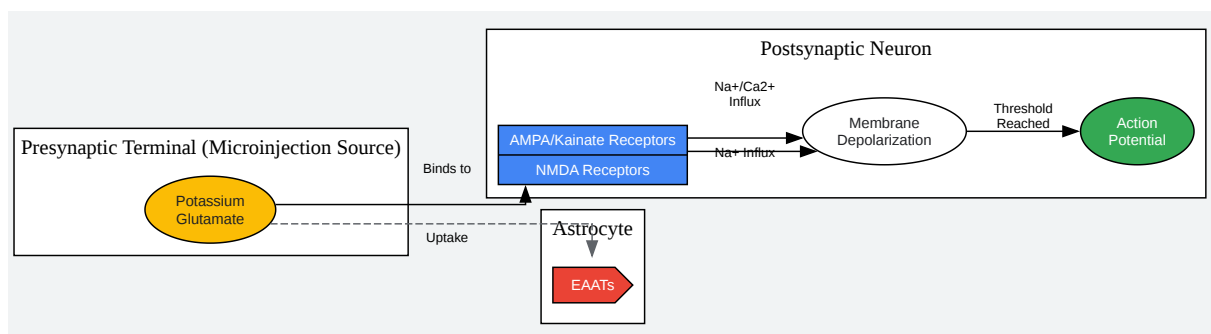 Postsynaptic Neuron
Presynaptic Terminal (Microinjection Source)
Potassium
Glutamate
Binds to
Uptake
AMPA/Kainate Receptors
NMDA Receptors
Na+/Ca2+
Influx
Na+ Influx
Membrane
Depolarization
Threshold
Reached
Action
Potential
Astrocyte
EAATs